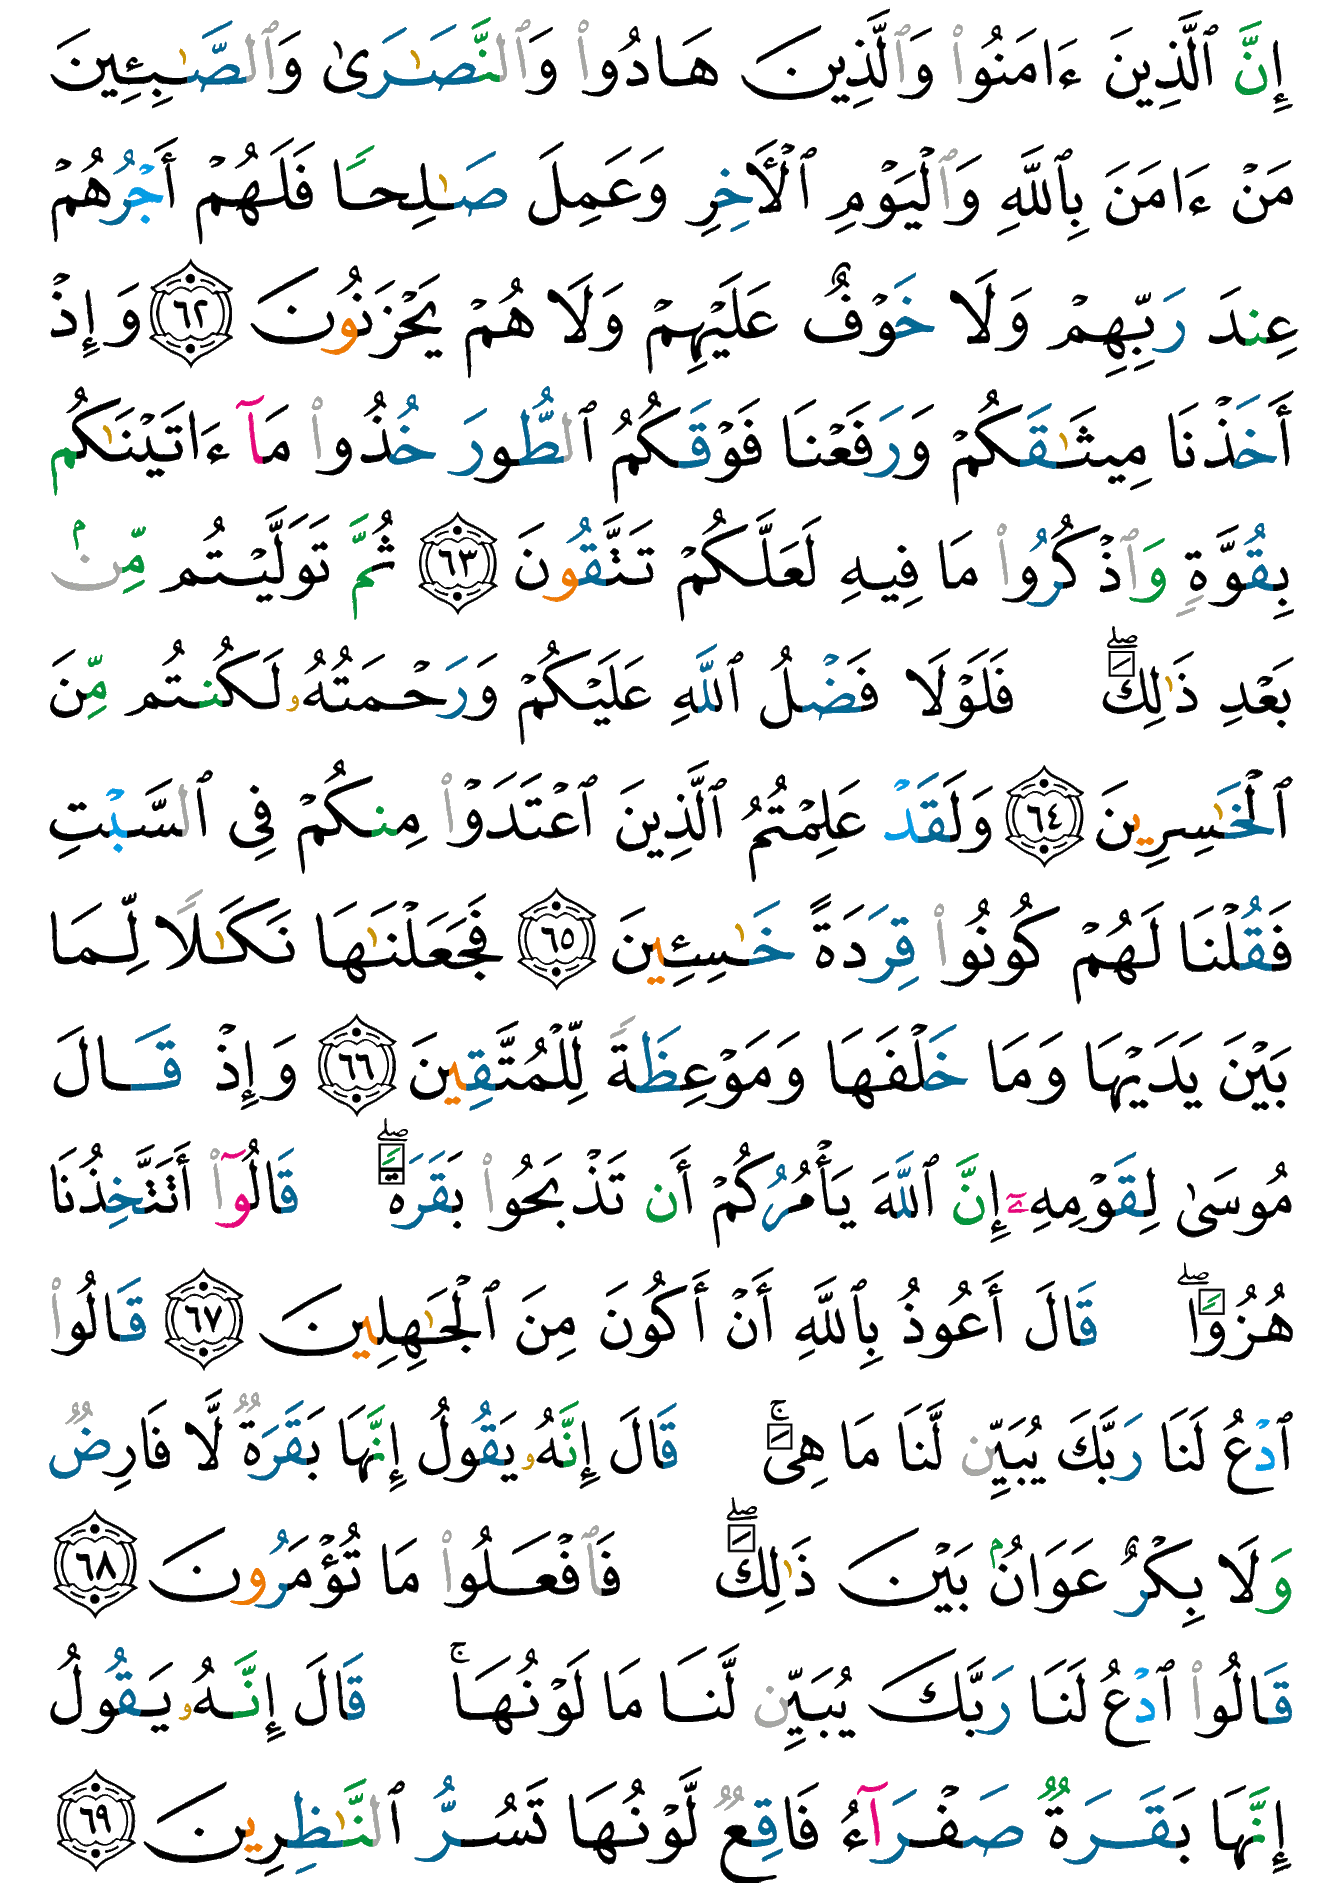 إِنَّ ٱلَّذِينَ ءَامَنُوا۟ وَٱلَّذِينَ هَادُوا۟ وَٱلنَّصَـٰرَىٰ وَٱلصَّـٰبِـِٔينَ
مَنْ ءَامَنَ بِٱللَّهِ وَٱلْيَوْمِ ٱلْـَٔاخِرِ وَعَمِلَ صَـٰلِحًا فَلَهُمْ أَجْرُهُمْ
عِندَ رَبِّهِمْ وَلَا خَوْفٌ عَلَيْهِمْ وَلَا هُمْ يَحْزَنُونَ ٦٢ وَإِذْ
أَخَذْنَا مِيثَـٰقَكُمْ وَرَفَعْنَا فَوْقَكُمُ ٱلطُّورَ خُذُوا۟ مَآ ءَاتَيْنَـٰكُم
بِقُوَّةٍ وَٱذْكُرُوا۟ مَا فِيهِ لَعَلَّكُمْ تَتَّقُونَ ٦٣ ثُمَّ تَوَلَّيْتُم مِّنۢ
بَعْدِ ذَٰلِكَ ۖ فَلَوْلَا فَضْلُ ٱللَّهِ عَلَيْكُمْ وَرَحْمَتُهُۥ لَكُنتُم مِّنَ
ٱلْخَـٰسِرِينَ ٦٤ وَلَقَدْ عَلِمْتُمُ ٱلَّذِينَ ٱعْتَدَوْا۟ مِنكُمْ فِى ٱلسَّبْتِ
فَقُلْنَا لَهُمْ كُونُوا۟ قِرَدَةً خَـٰسِـِٔينَ ٦٥ فَجَعَلْنَـٰهَا نَكَـٰلًا لِّمَا
بَيْنَ يَدَيْهَا وَمَا خَلْفَهَا وَمَوْعِظَةً لِّلْمُتَّقِينَ ٦٦ وَإِذْ قَالَ
مُوسَىٰ لِقَوْمِهِۦٓ إِنَّ ٱللَّهَ يَأْمُرُكُمْ أَن تَذْبَحُوا۟ بَقَرَةً ۖ قَالُوٓا۟ أَتَتَّخِذُنَا
هُزُوًا ۖ قَالَ أَعُوذُ بِٱللَّهِ أَنْ أَكُونَ مِنَ ٱلْجَـٰهِلِينَ ٦٧ قَالُوا۟
ٱدْعُ لَنَا رَبَّكَ يُبَيِّن لَّنَا مَا هِىَ ۚ قَالَ إِنَّهُۥ يَقُولُ إِنَّهَا بَقَرَةٌ لَّا فَارِضٌ
وَلَا بِكْرٌ عَوَانٌۢ بَيْنَ ذَٰلِكَ ۖ فَٱفْعَلُوا۟ مَا تُؤْمَرُونَ ٦٨
قَالُوا۟ ٱدْعُ لَنَا رَبَّكَ يُبَيِّن لَّنَا مَا لَوْنُهَا ۚ قَالَ إِنَّهُۥ يَقُولُ
إِنَّهَا بَقَرَةٌ صَفْرَآءُ فَاقِعٌ لَّوْنُهَا تَسُرُّ ٱلنَّـٰظِرِينَ ٦٩